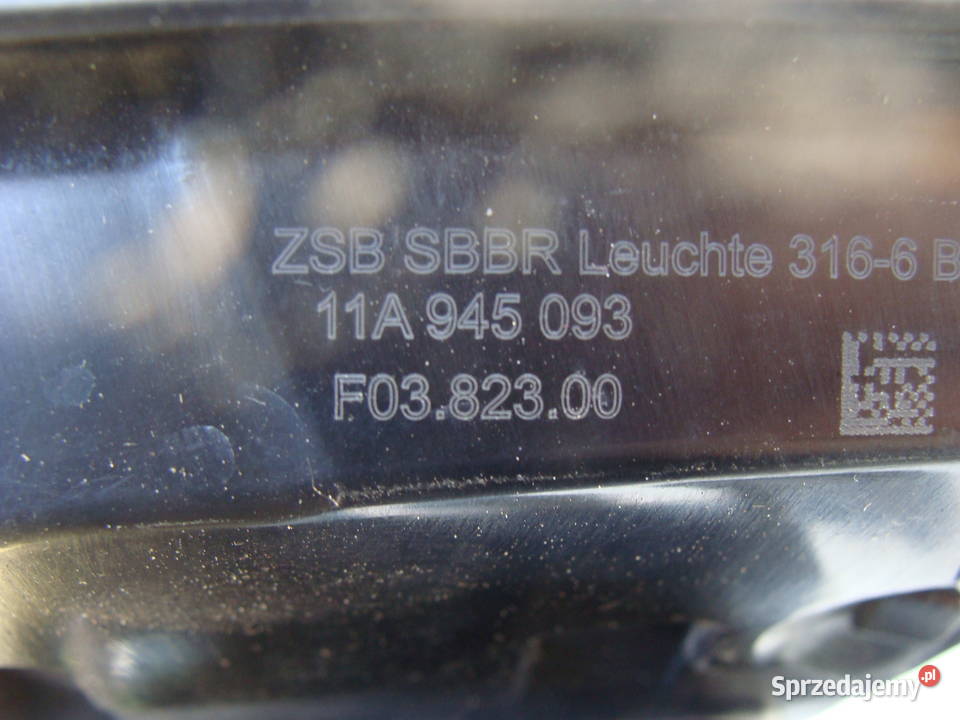 ZSB SBBR Leuchte 316-6 B
11A 945 093
F03.823.00
Sprzedajemy.pl